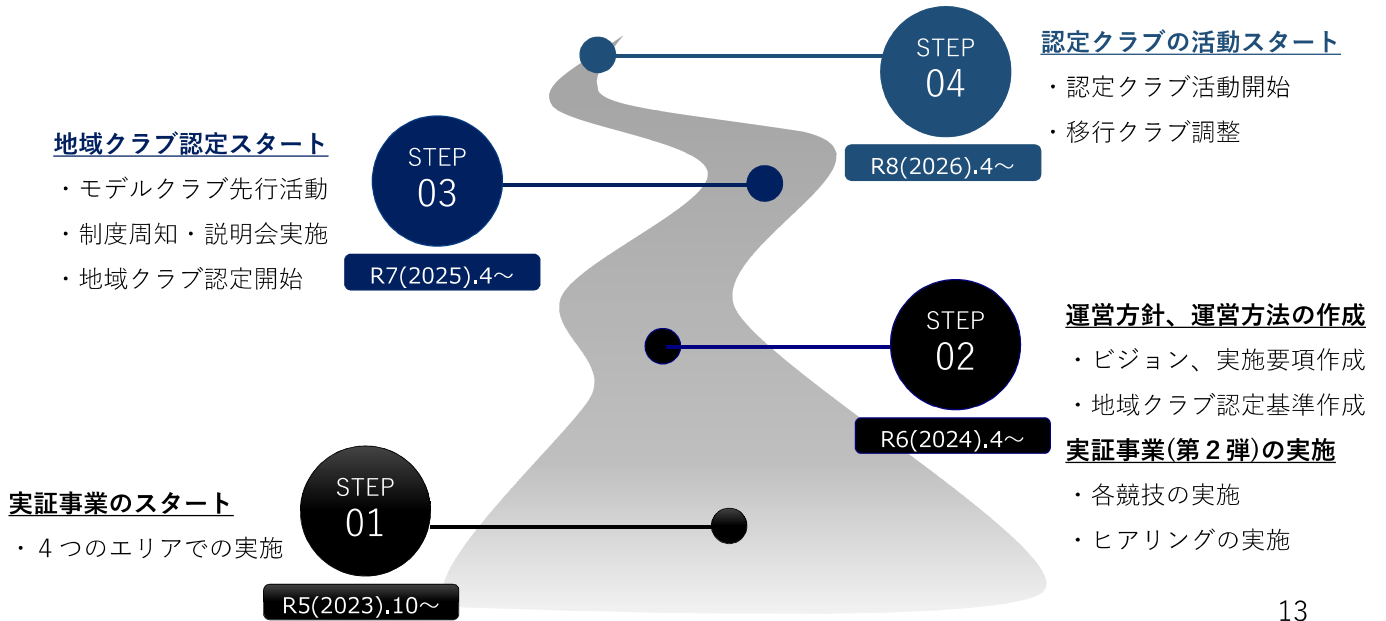 STEP
04
R8(2026).4～
認定クラブの活動スタート
・認定クラブ活動開始
・移行クラブ調整
地域クラブ認定スタート
・モデルクラブ先行活動
・制度周知・説明会実施
・地域クラブ認定開始
STEP
03
R7(2025).4～
STEP
02
R6(2024).4～
運営方針、運営方法の作成
・ビジョン、実施要項作成
・地域クラブ認定基準作成
実証事業(第２弾)の実施
・各競技の実施
・ヒアリングの実施
実証事業のスタート
・４つのエリアでの実施
STEP
01
R5(2023).10～
13